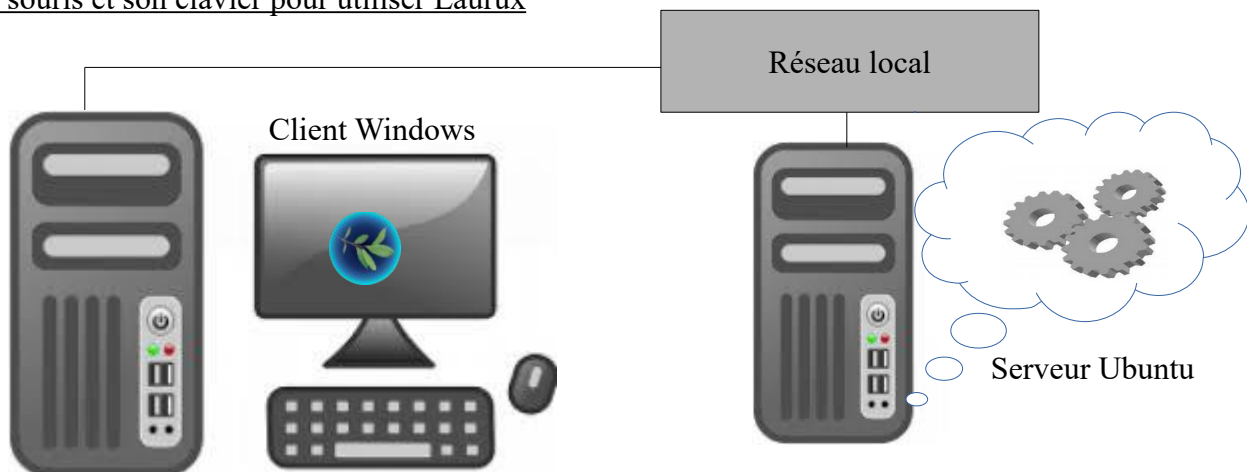 souris et son clavier pour utiliser Laurux
Réseau local
Client Windows
Serveur Ubuntu